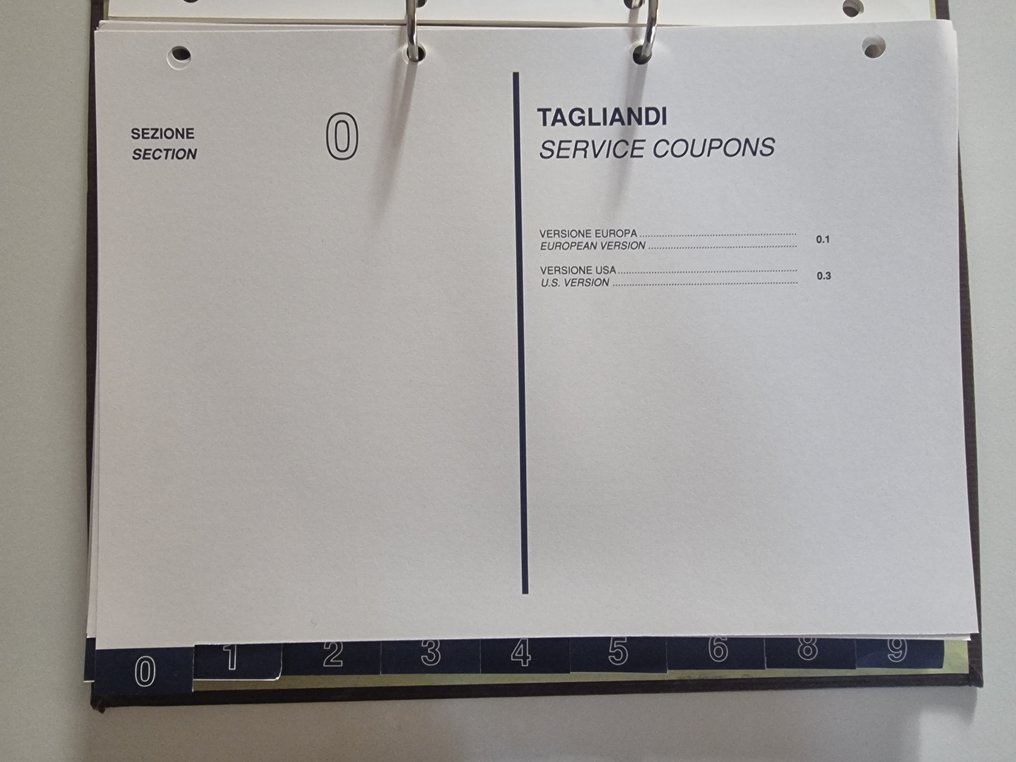 SEZIONE
SECTION
0
TAGLIANDI
SERVICE COUPONS
VERSIONE EUROPA
EUROPEAN VERSION
0.1
VERSIONE USA
U.S. VERSION
0.3
0 1 2 3 4 5 6 8 9